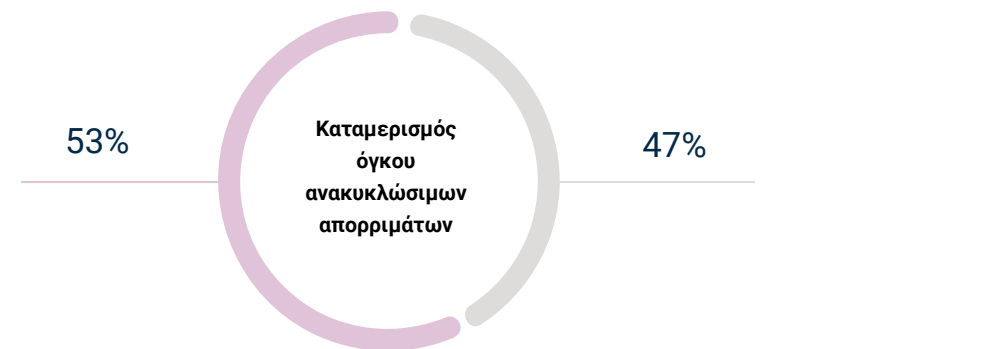 53%
Καταμερισμός
όγκου
ανακυκλώσιμων
απορριμάτων
47%